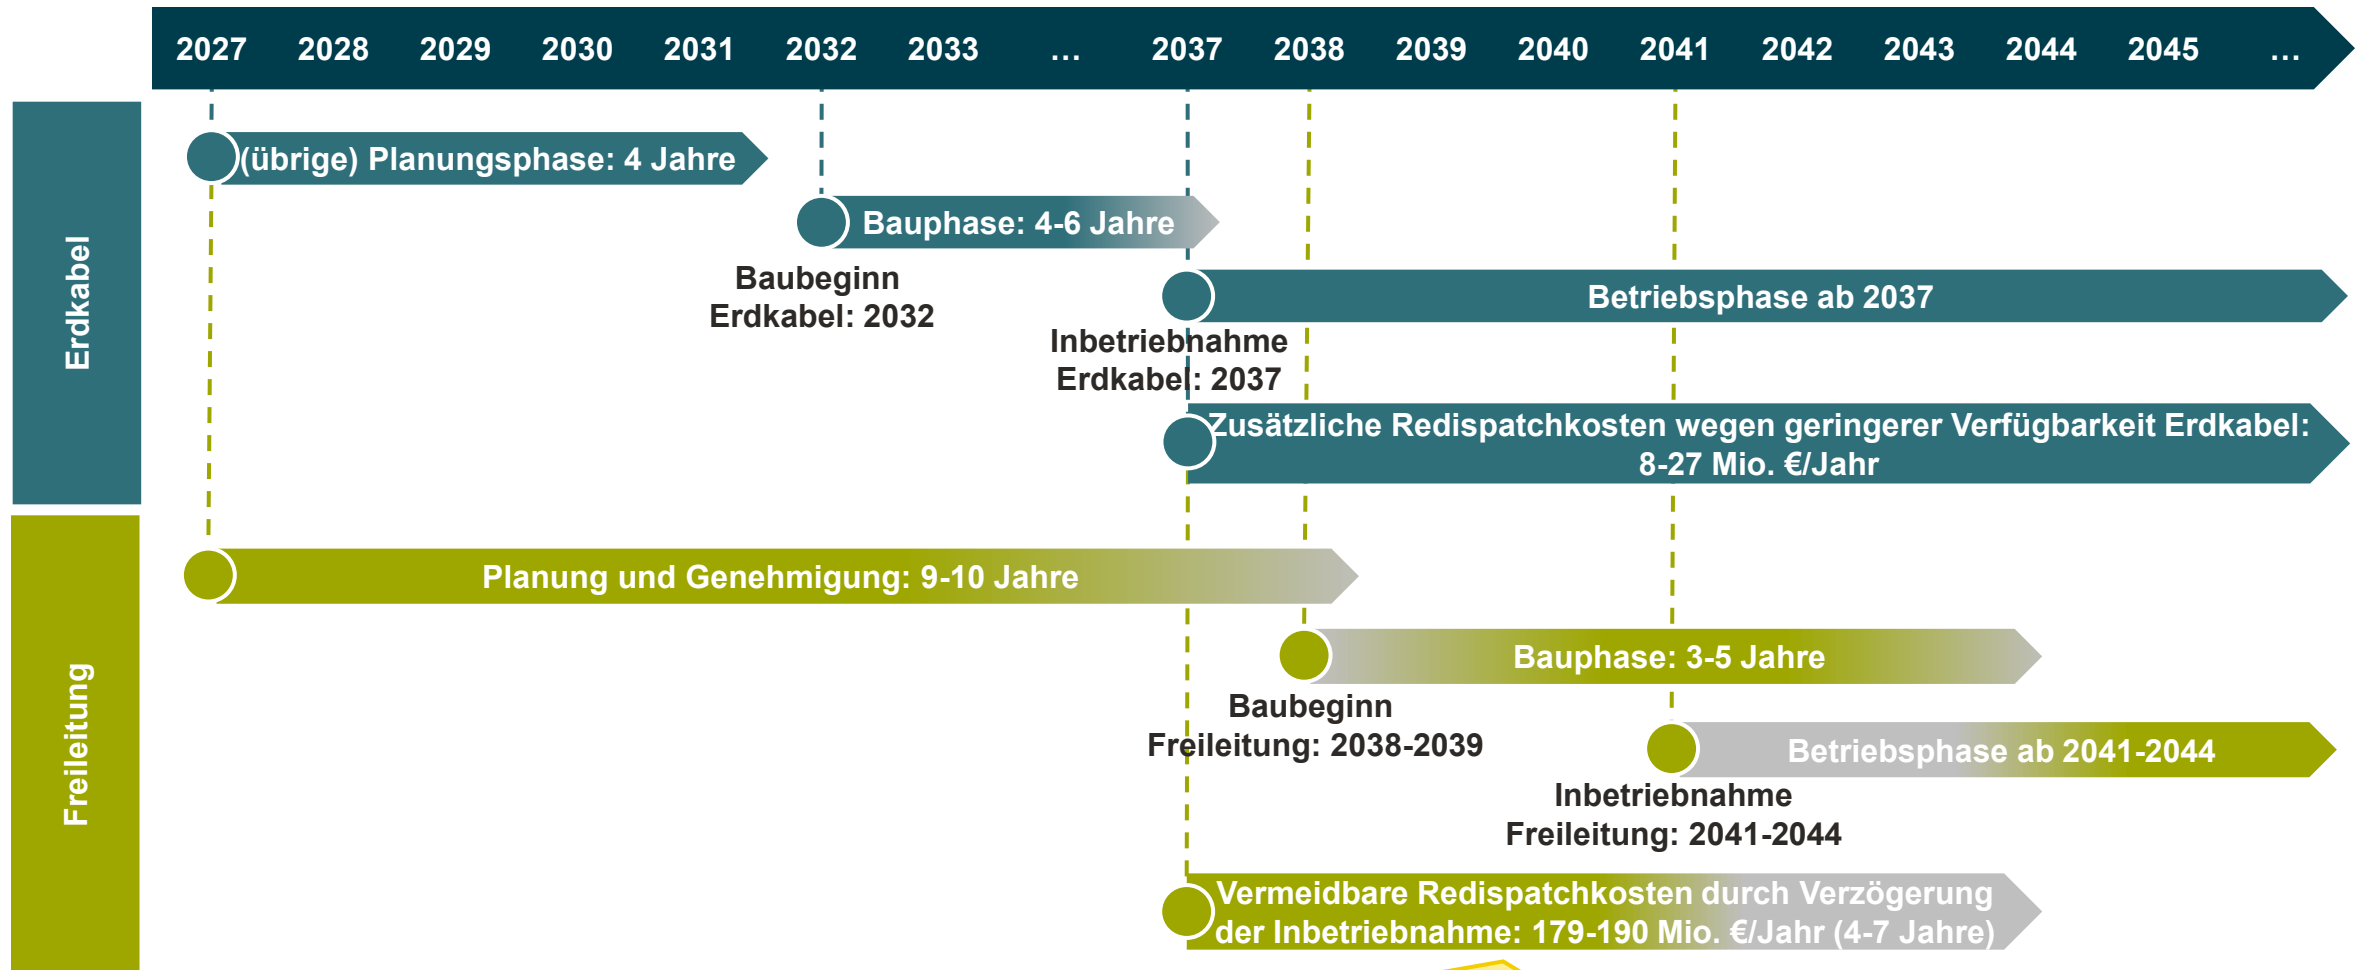 2027 2028 2029 2030 2031 2032 2033 ... 2037 2038 2039 2040 2041 2042 2043 2044 2045 ...
Erdkabel
(übrige) Planungsphase: 4 Jahre
Bauphase: 4-6 Jahre
Baubeginn
Erdkabel: 2032
Betriebsphase ab 2037
Inbetriebnahme
Erdkabel: 2037
Zusätzliche Redispatchkosten wegen geringerer Verfügbarkeit Erdkabel:
8-27 Mio. €/Jahr
Freileitung
Planung und Genehmigung: 9-10 Jahre
Bauphase: 3-5 Jahre
Baubeginn
Freileitung: 2038-2039
Betriebsphase ab 2041-2044
Inbetriebnahme
Freileitung: 2041-2044
Vermeidbare Redispatchkosten durch Verzögerung
der Inbetriebnahme: 179-190 Mio. €/Jahr (4-7 Jahre)